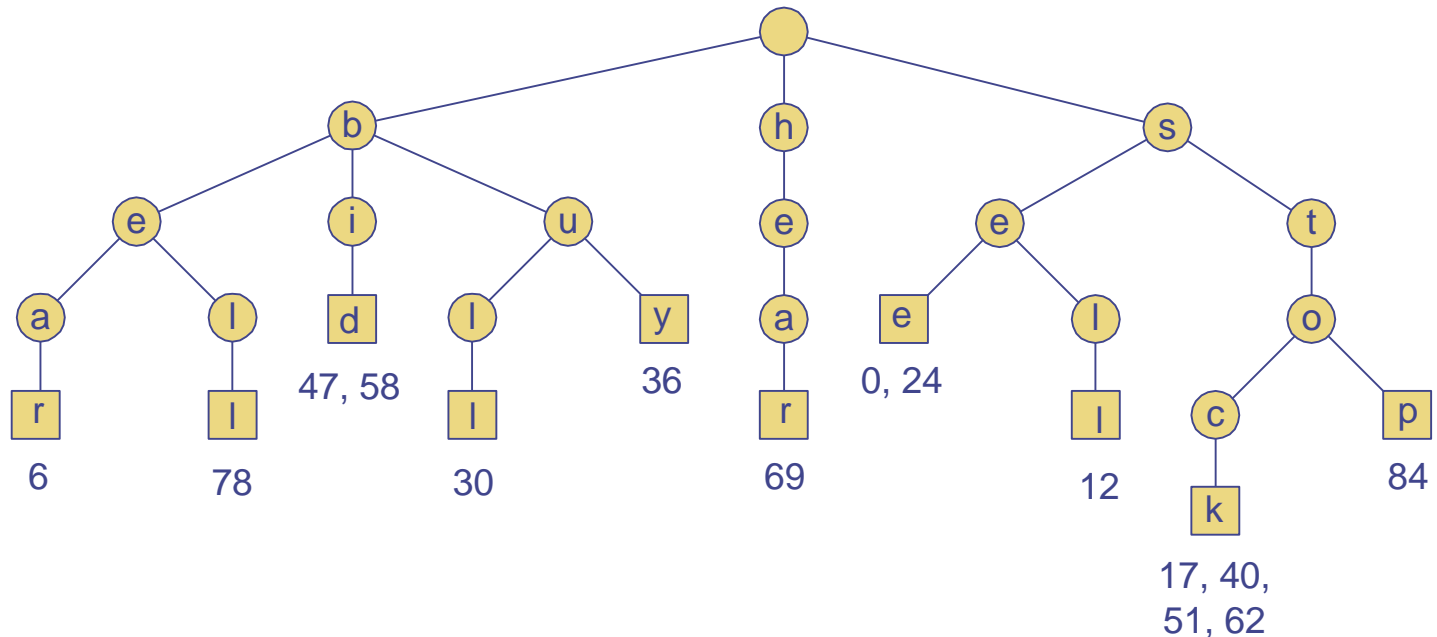 b h s
e i u e e t
a l d l y a e l o
47, 58 36 0, 24
r l l r l c p
6 78 30 69 12 84
k
17, 40,
51, 62